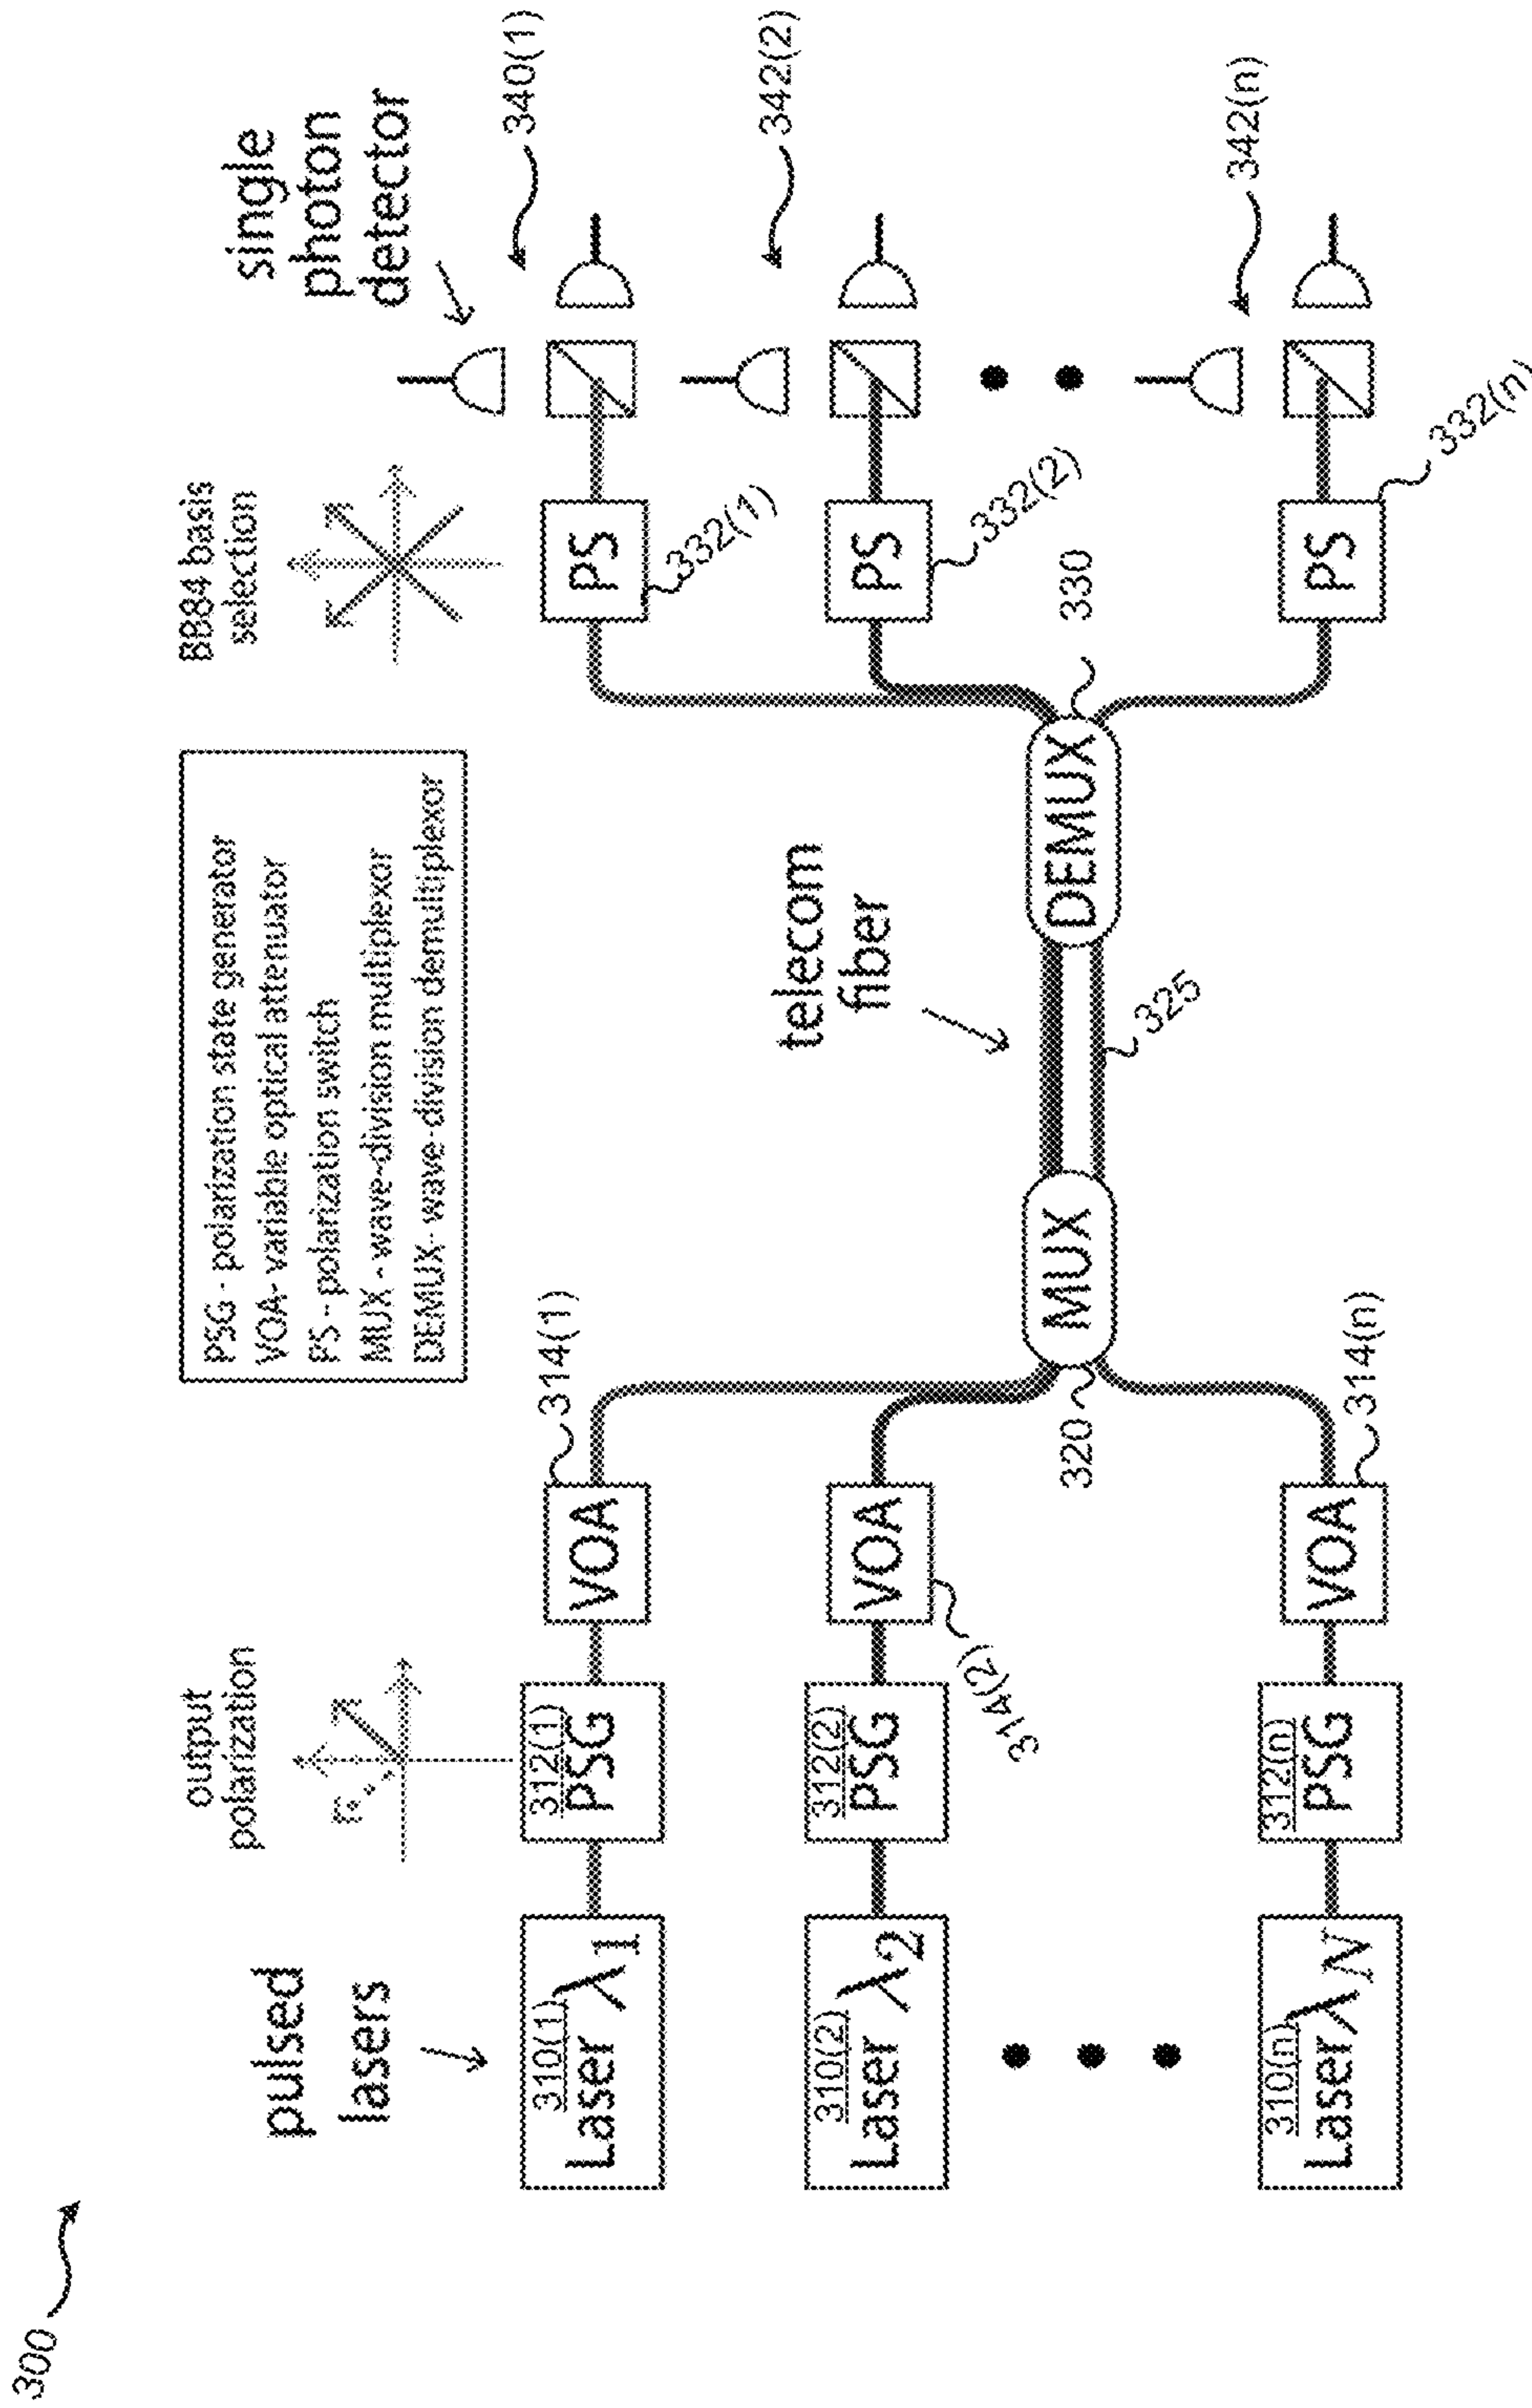 300
pulsed
lasers
310(1)
Laser λ1
310(2)
Laser λ2
310(n)
Laser λN
output
polarization
312(1)
PSG
312(2)
PSG
312(n)
PSG
VOA
314(1)
VOA
314(2)
VOA
314(n)
PSG - polarization state generator
VOA- variable optical attenuator
PS - polarization switch
MUX - wave-division multiplexor
DEMUX- wave-division demultiplexor
MUX
320
telecom
fiber
325
DEMUX
330
BB84 basis
selection
PS
332(1)
PS
332(2)
PS
332(n)
single
photon
detector
340(1)
342(2)
342(n)